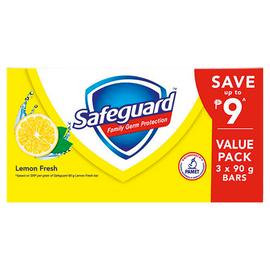 Safeguard
Family Germ Protection
Lemon Fresh
SAVE
up to
₱9^
VALUE
PACK
3 x 90 g
BARS
PAMET